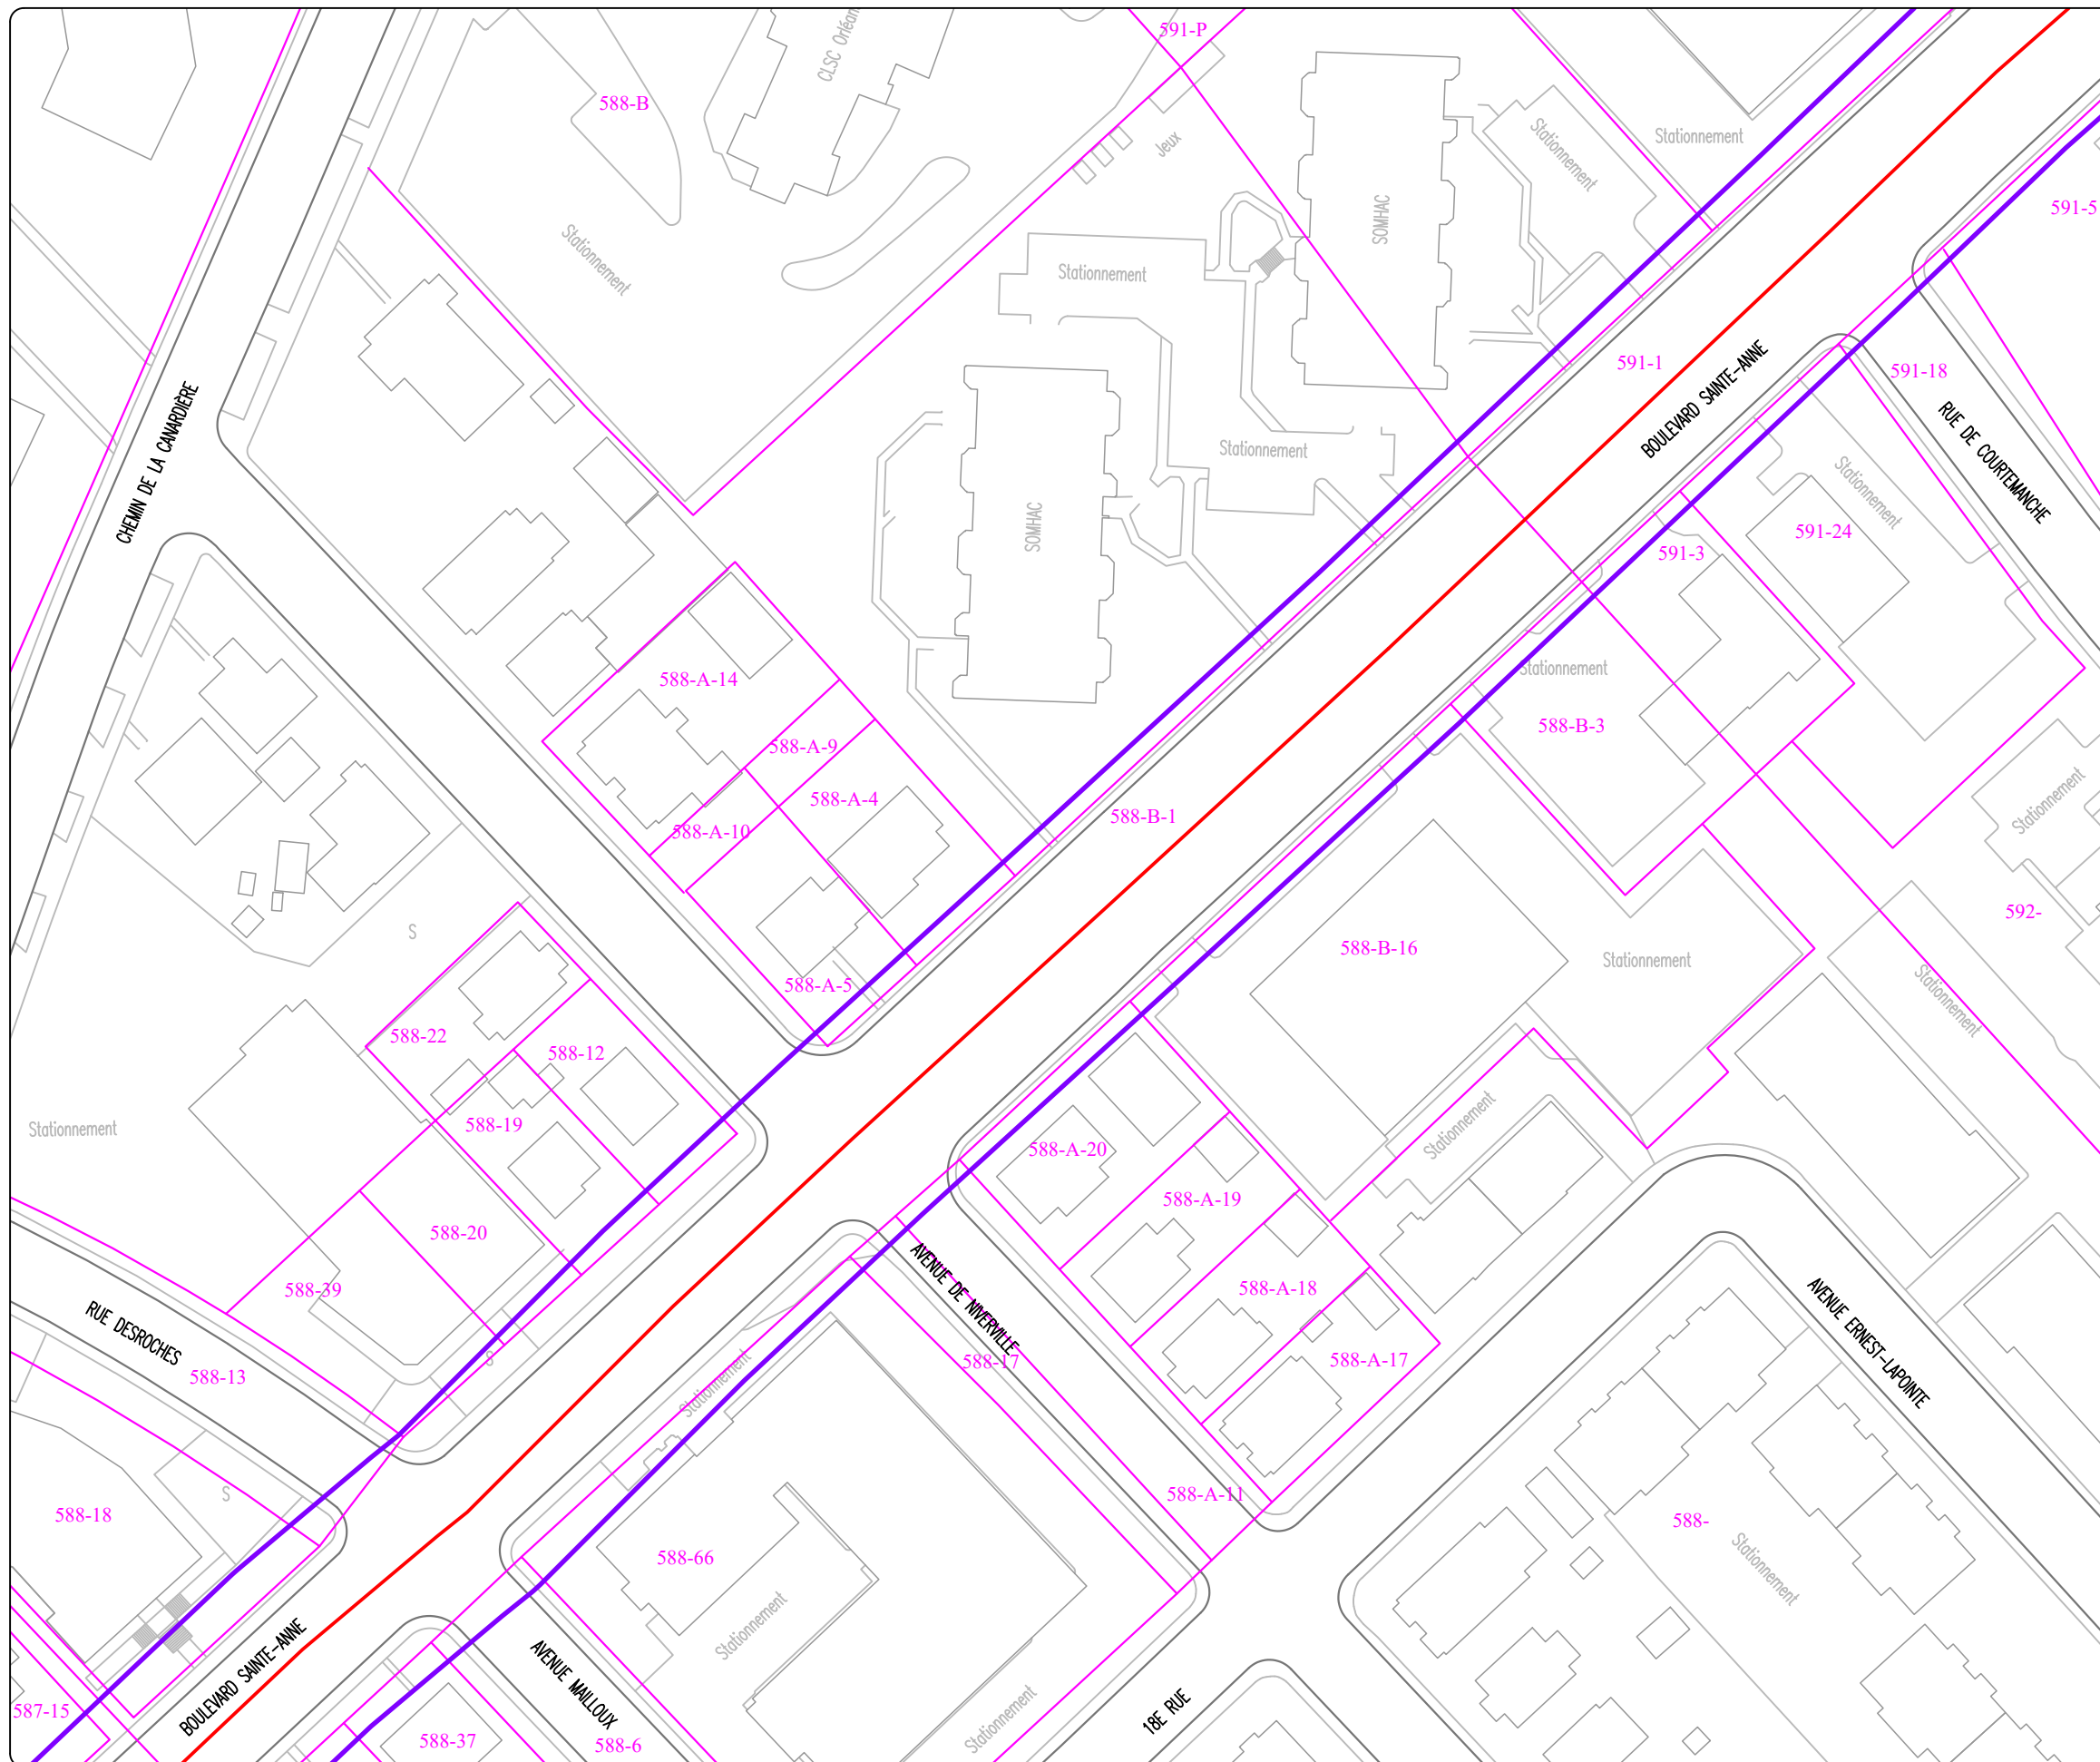 591-P
CLSC Orléan
588-B
Stationnement
Stationnement
Jeux
SOMHAC
591-5
Stationnement
Stationnement
591-1
BOULEVARD SAINTE-ANNE
591-18
RUE DE COURTEMANCHE
CHEMIN DE LA CANARDIÈRE
Stationnement
Stationnement
SOMHAC
591-24
591-3
Stationnement
588-A-14
588-B-3
588-A-9
588-A-4
588-B-1
588-A-10
Stationnement
592-
S
588-B-16
Stationnement
588-A-5
Stationnement
588-22
588-12
Stationnement
588-19
588-A-20
Stationnement
588-A-19
588-20
588-39
588-A-18
AVENUE DE NIVERVILLE
RUE DESROCHES
588-13
S
Stationnement
588-17
588-A-17
AVENUE ERNEST-LAPOINTE
S
588-18
588-A-11
588-
588-66
Stationnement
Stationnement
BOULEVARD SAINTE-ANNE
AVENUE MAILLOUX
587-15
588-37
588-6
Stationnement
18E RUE